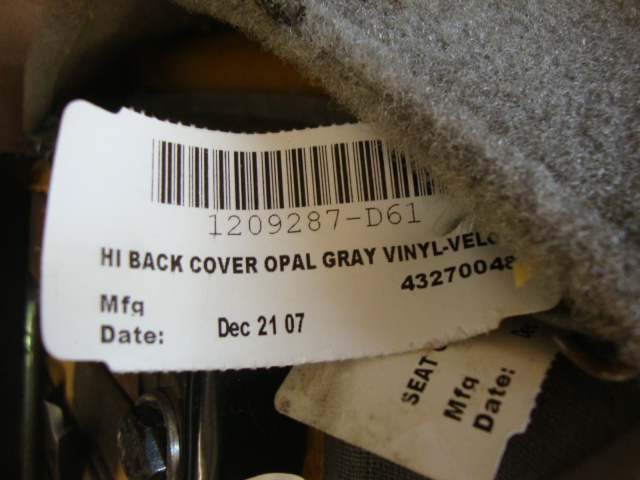 1209287-D61
HI BACK COVER OPAL GRAY VINYL-VELO
43270048
Mfg
Date: Dec 21 07
SEAT
Mfg
Date: